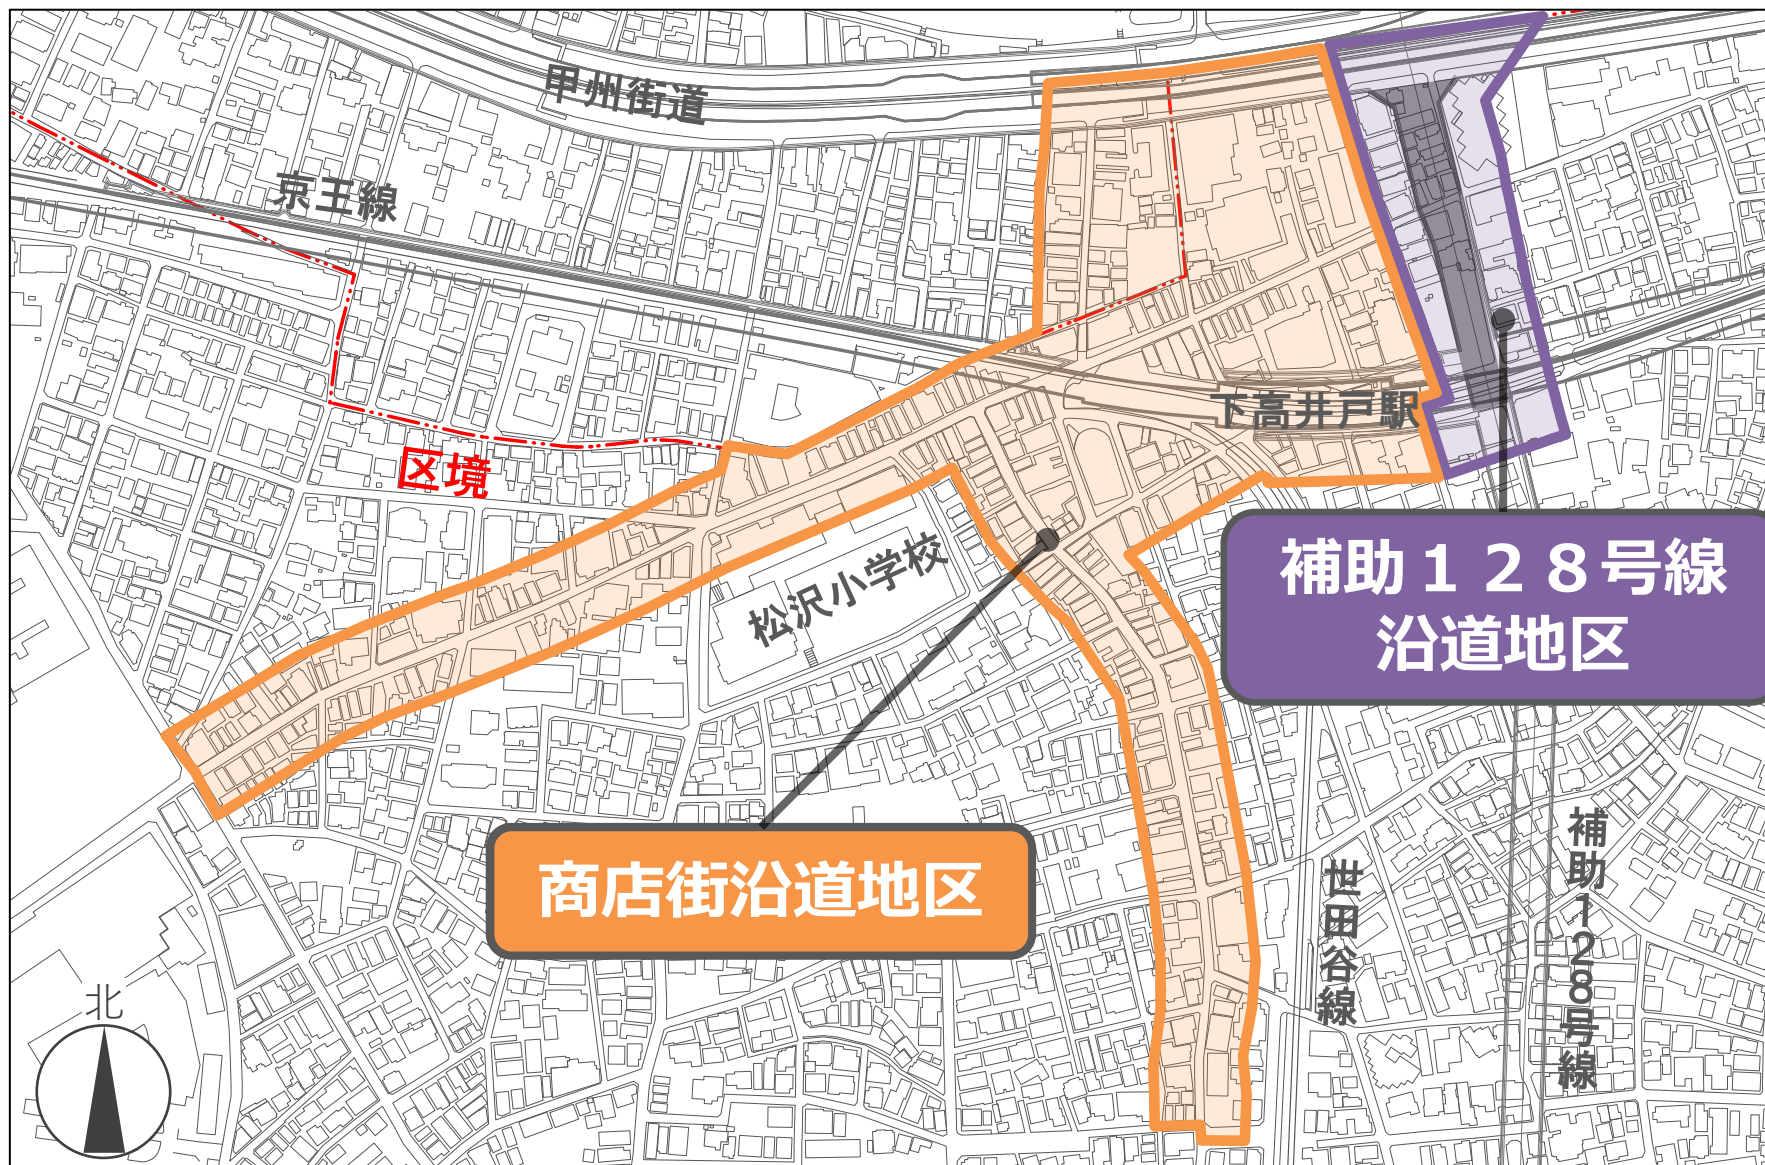 甲州街道
京王線
下高井戸駅
区境
松沢小学校
補助１２８号線
沿道地区
商店街沿道地区
世田谷線
補助128号線
北